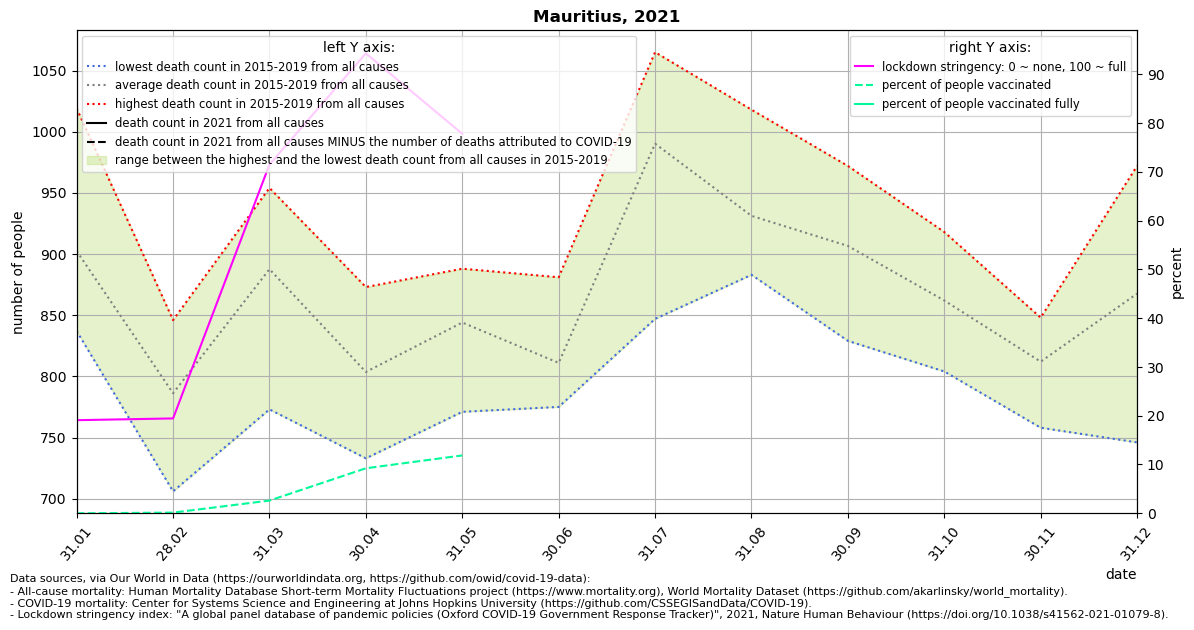 Mauritius, 2021
left Y axis:
lowest death count in 2015-2019 from all causes
average death count in 2015-2019 from all causes
highest death count in 2015-2019 from all causes
death count in 2021 from all causes
death count in 2021 from all causes MINUS the number of deaths attributed to COVID-19
range between the highest and the lowest death count from all causes in 2015-2019
right Y axis:
lockdown stringency: 0 ~ none, 100 ~ full
percent of people vaccinated
percent of people vaccinated fully
number of people
1050
1000
950
900
850
800
750
700
percent
90
80
70
60
50
40
30
20
10
0
31.01
28.02
31.03
30.04
31.05
30.06
31.07
31.08
30.09
31.10
30.11
31.12
date
Data sources, via Our World in Data (https://ourworldindata.org, https://github.com/owid/covid-19-data):
- All-cause mortality: Human Mortality Database Short-term Mortality Fluctuations project (https://www.mortality.org), World Mortality Dataset (https://github.com/akarlinsky/world_mortality).
- COVID-19 mortality: Center for Systems Science and Engineering at Johns Hopkins University (https://github.com/CSSEGISandData/COVID-19).
- Lockdown stringency index: "A global panel database of pandemic policies (Oxford COVID-19 Government Response Tracker)", 2021, Nature Human Behaviour (https://doi.org/10.1038/s41562-021-01079-8).